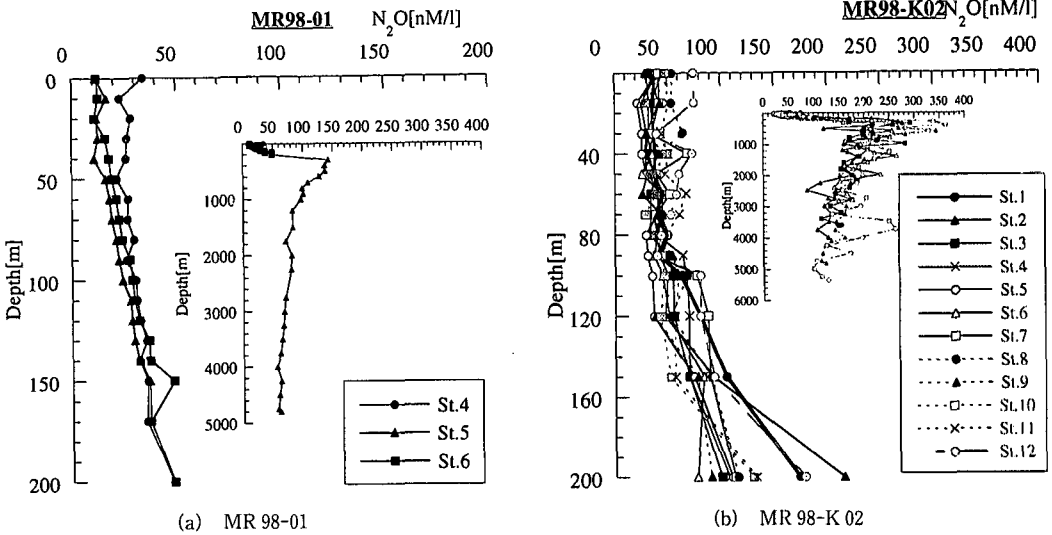 MR98-01 N2O[nM/l]
0 50 100 150 200
0
50
100
150
200
Depth[m]
0 50 100 150 200 300 400
1000
2000
3000
4000
5000
Depth[m]
St.4
St.5
St.6
(a) MR 98-01
MR98-K02 N2O[nM/l]
0 50 100 150 200 250 300 350 400
0
40
80
120
160
200
Depth[m]
0 50 100 150 200 250 300 350 400
1000
2000
3000
4000
5000
6000
Depth[m]
St.1
St.2
St.3
St.4
St.5
St.6
St.7
St.8
St.9
St.10
St.11
St.12
(b) MR 98-K 02